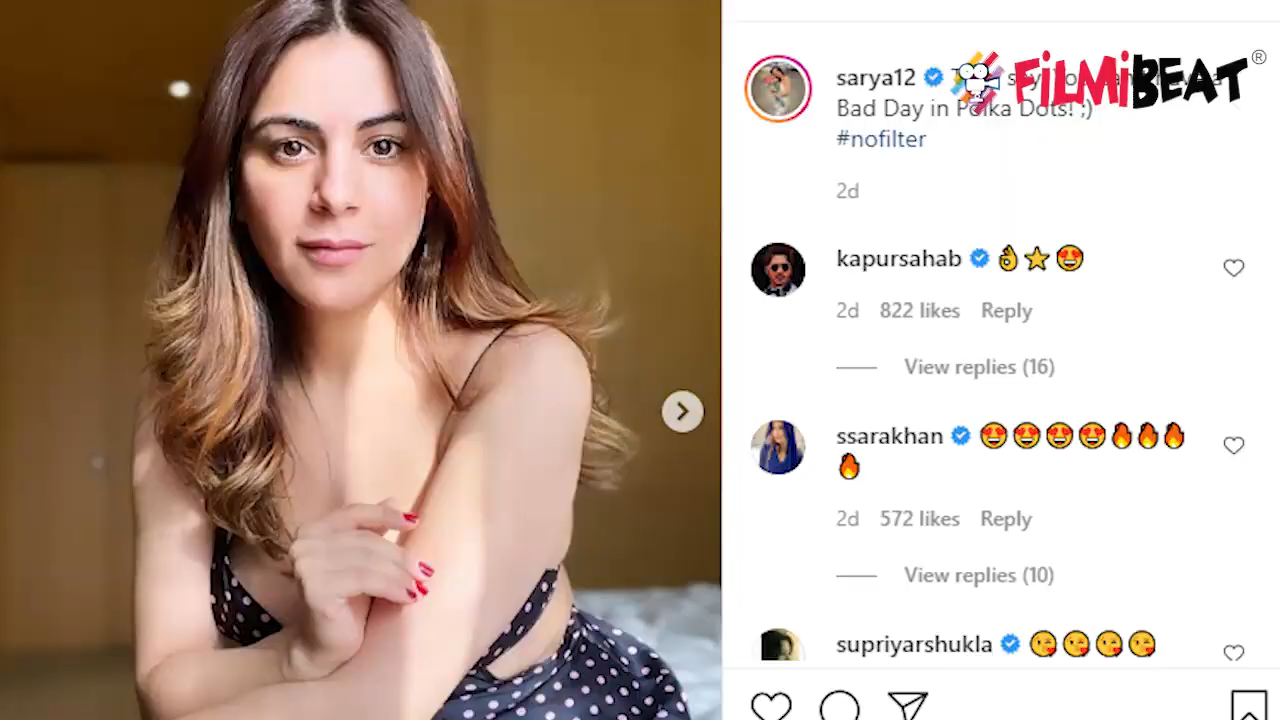 FiLMiBEAT®
sarya12
Bad Day in Polka Dots! ;)
#nofilter
2d
kapursahab 👌⭐😍
2d 822 likes Reply
View replies (16)
ssarakhan 😍😍😍😍🔥🔥🔥
🔥
2d 572 likes Reply
View replies (10)
supriyarshukla 😘😘😘😘